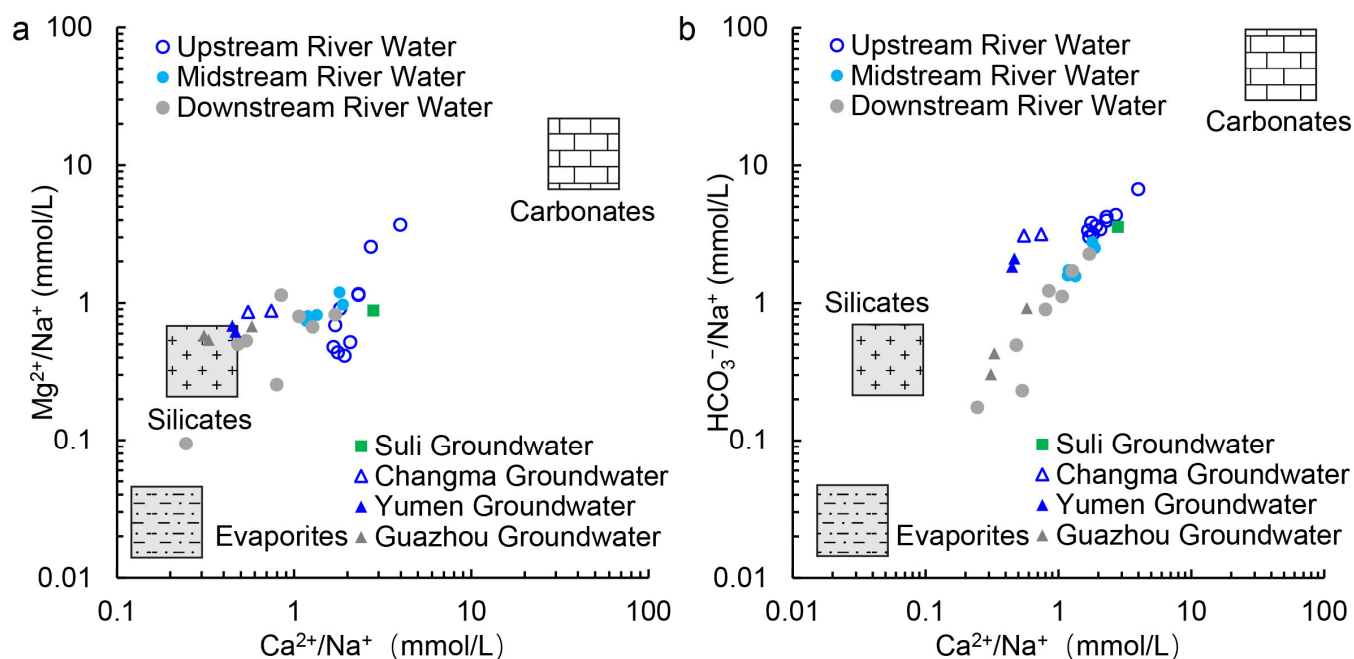 a
100
10
1
0.1
0.01
Mg²⁺/Na⁺ (mmol/L)
Upstream River Water
Midstream River Water
Downstream River Water
Carbonates
Silicates
Evaporites
Suli Groundwater
Changma Groundwater
Yumen Groundwater
Guazhou Groundwater
0.1 1 10 100
Ca²⁺/Na⁺ (mmol/L)
b
100
10
1
0.1
0.01
HCO₃⁻/Na⁺ (mmol/L)
Upstream River Water
Midstream River Water
Downstream River Water
Carbonates
Silicates
Evaporites
Suli Groundwater
Changma Groundwater
Yumen Groundwater
Guazhou Groundwater
0.01 0.1 1 10 100
Ca²⁺/Na⁺ (mmol/L)